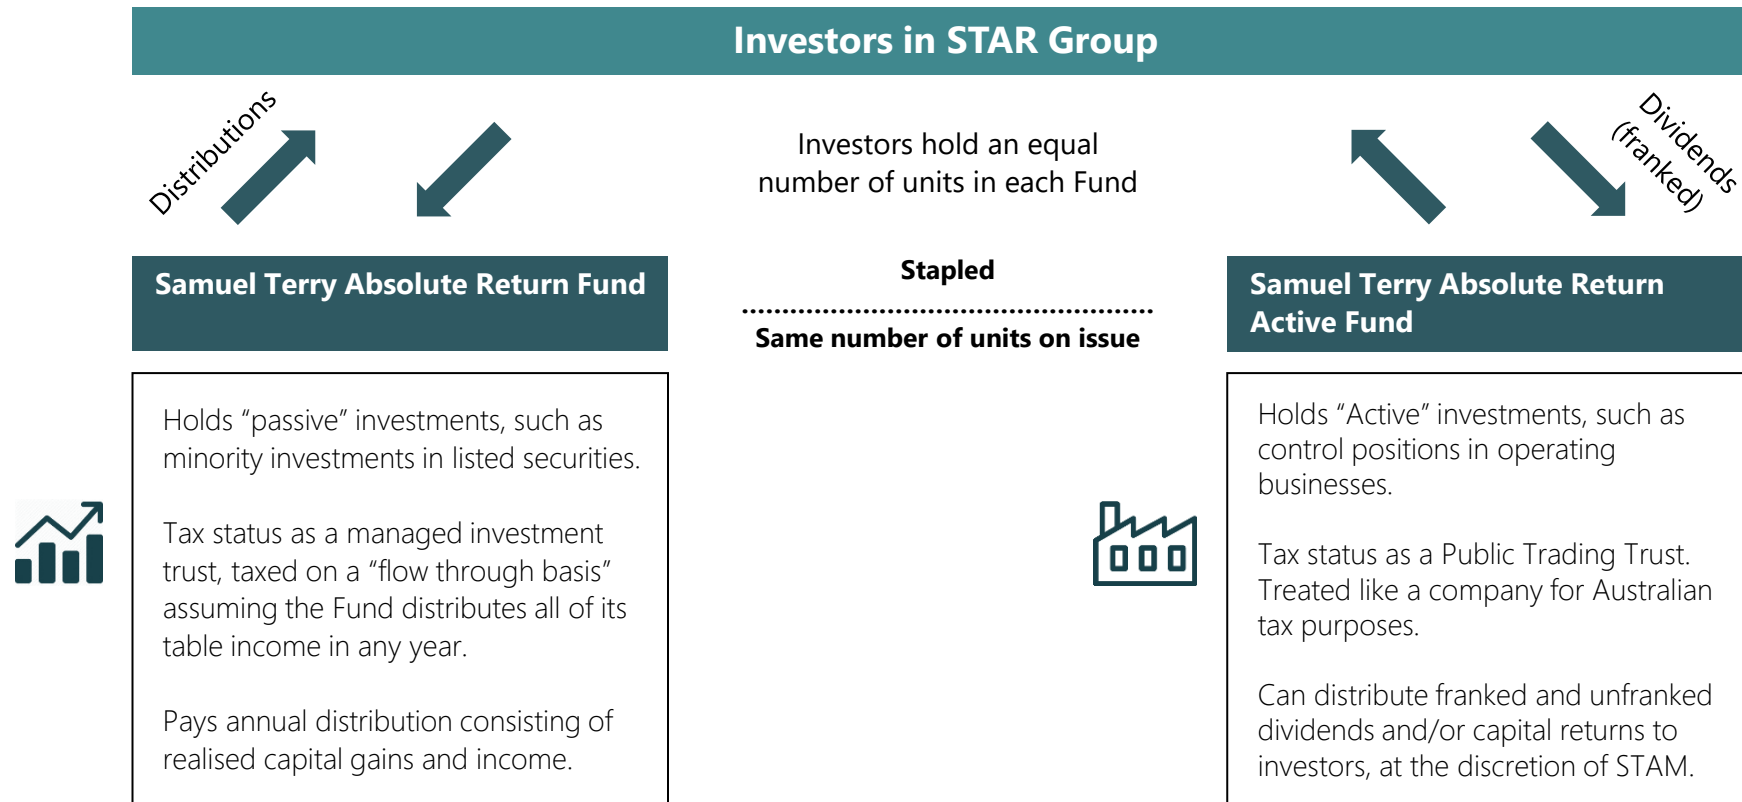 Investors in STAR Group
Distributions
Investors hold an equal
number of units in each Fund
Dividends
(franked)
Samuel Terry Absolute Return Fund
Stapled
Same number of units on issue
Samuel Terry Absolute Return
Active Fund
Holds “passive” investments, such as
minority investments in listed securities.
Tax status as a managed investment
trust, taxed on a “flow through basis”
assuming the Fund distributes all of its
table income in any year.
Pays annual distribution consisting of
realised capital gains and income.
Holds “Active” investments, such as
control positions in operating
businesses.
Tax status as a Public Trading Trust.
Treated like a company for Australian
tax purposes.
Can distribute franked and unfranked
dividends and/or capital returns to
investors, at the discretion of STAM.